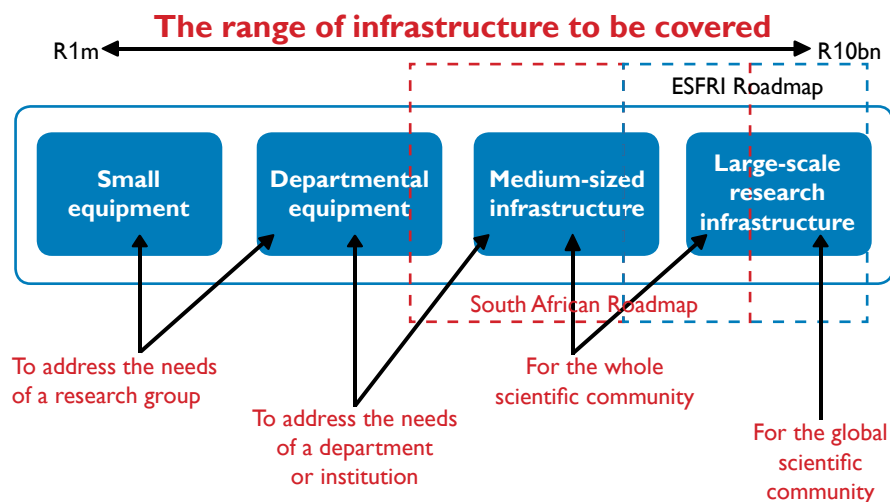 The range of infrastructure to be covered
R1m
R10bn
ESFRI Roadmap
Small
equipment
Departmental
equipment
Medium-sized
infrastructure
Large-scale
research
infrastructure
South African Roadmap
To address the needs
of a research group
To address the needs
of a department
or institution
For the whole
scientific community
For the global
scientific
community